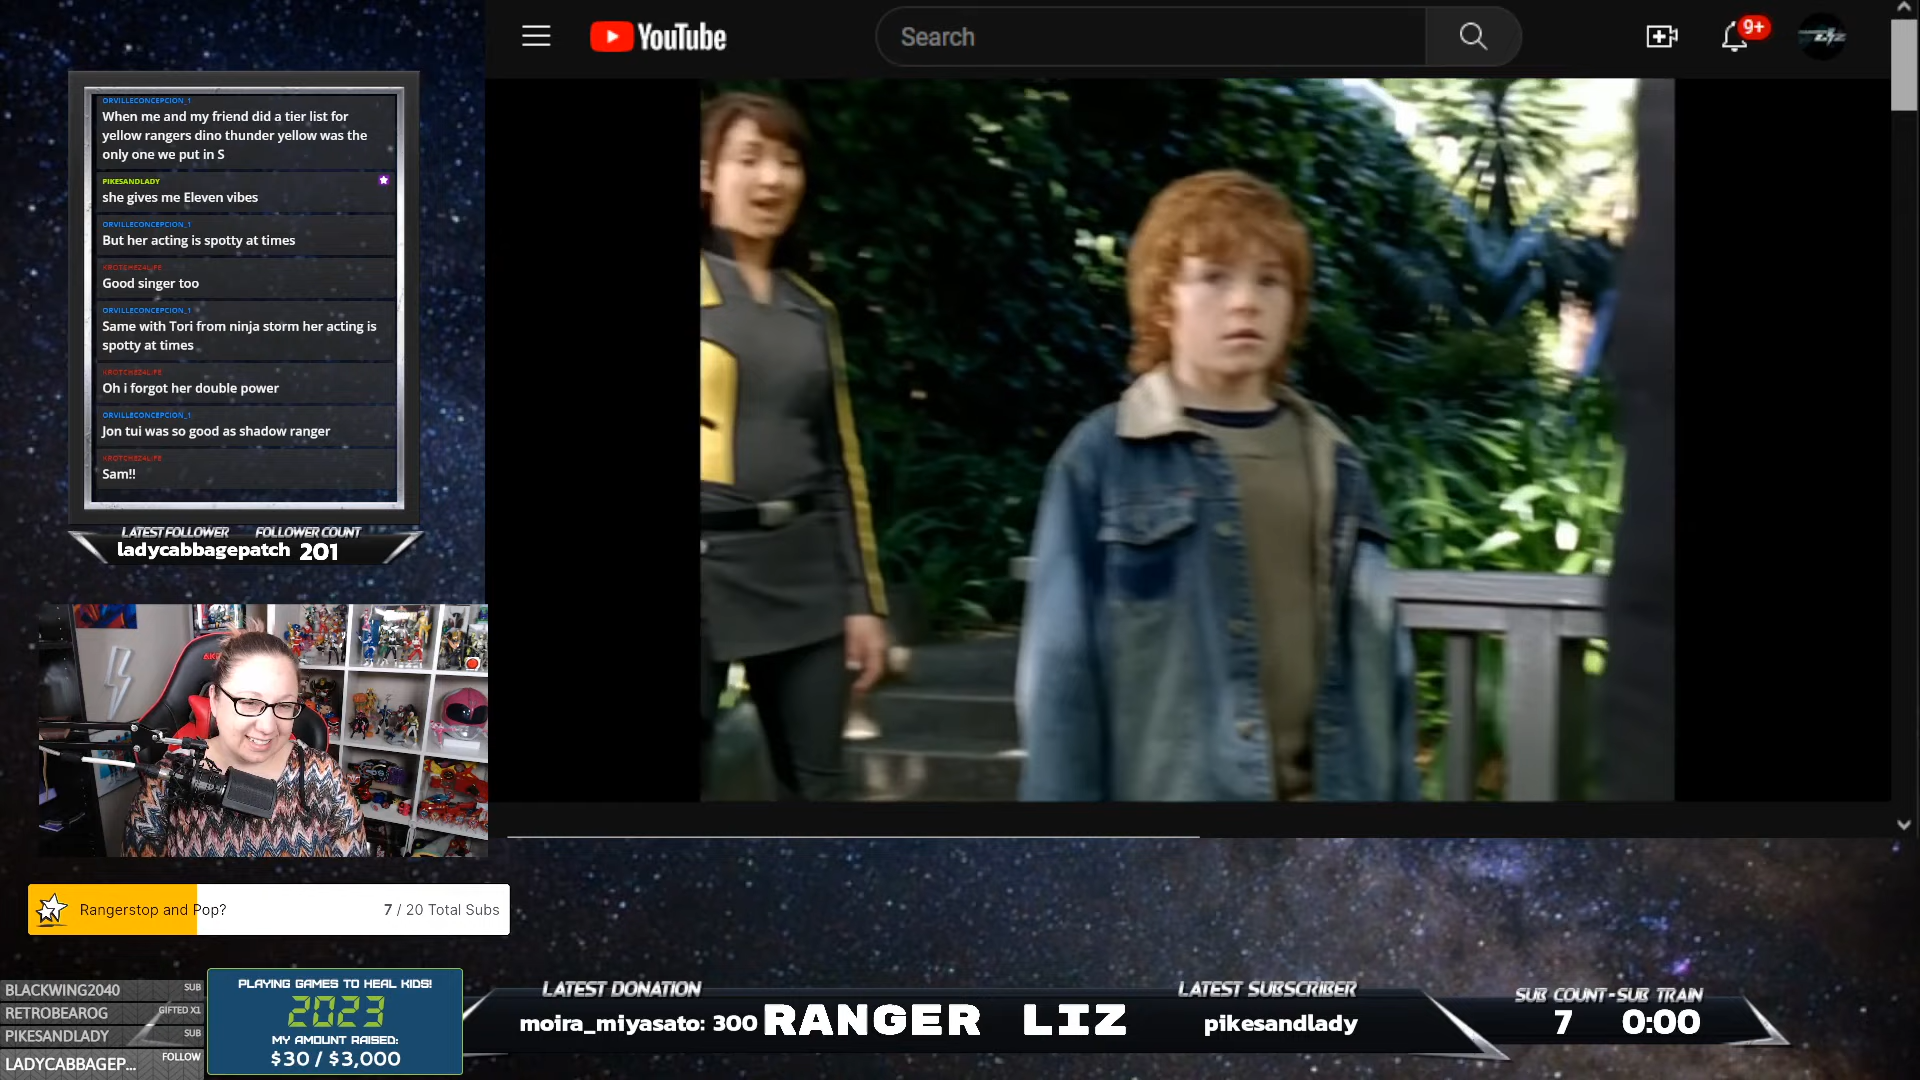 YouTube
Search
9+
ORVILLECONCEPCION_1
When me and my friend did a tier list for
yellow rangers dino thunder yellow was the
only one we put in S
PIKESANDLADY
she gives me Eleven vibes
ORVILLECONCEPCION_1
But her acting is spotty at times
KROTCHEZ4LIFE
Good singer too
ORVILLECONCEPCION_1
Same with Tori from ninja storm her acting is
spotty at times
KROTCHEZ4LIFE
Oh i forgot her double power
ORVILLECONCEPCION_1
Jon tui was so good as shadow ranger
KROTCHEZ4LIFE
Sam!!
LATEST FOLLOWER FOLLOWER COUNT
ladycabbagepatch 201
Rangerstop and Pop? 7 / 20 Total Subs
BLACKWING2040 SUB
RETROBEAROG GIFTED X1
PIKESANDLADY SUB
LADYCABBAGEP... FOLLOW
PLAYING GAMES TO HEAL KIDS!
2023
MY AMOUNT RAISED:
$30 / $3,000
LATEST DONATION
moira_miyasato: 300
RANGER LIZ
LATEST SUBSCRIBER
pikesandlady
SUB COUNT-SUB TRAIN
7 0:00